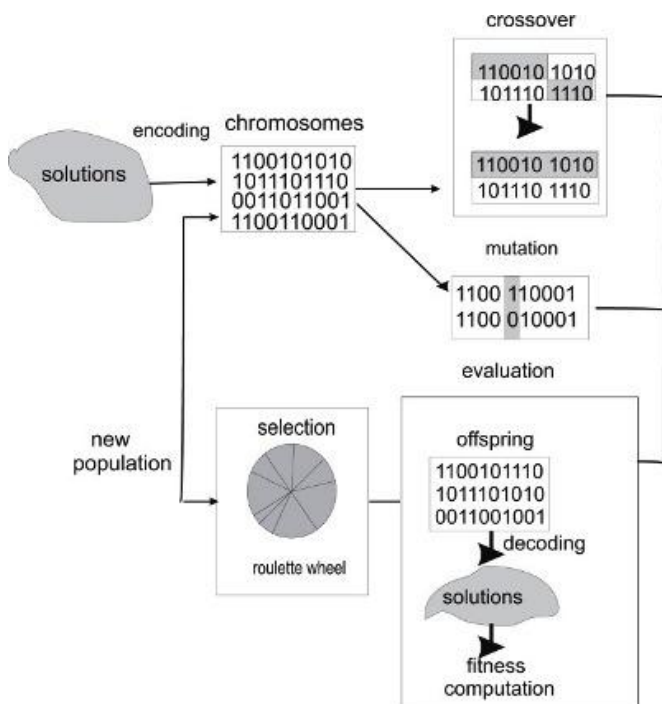 crossover
110010 1010
101110 1110
110010 1010
101110 1110
encoding
chromosomes
solutions
1100101010
1011101110
0011011001
1100110001
mutation
1100 110001
1100 010001
evaluation
new
population
selection
roulette wheel
offspring
1100101110
1011101010
0011001001
decoding
solutions
fitness
computation